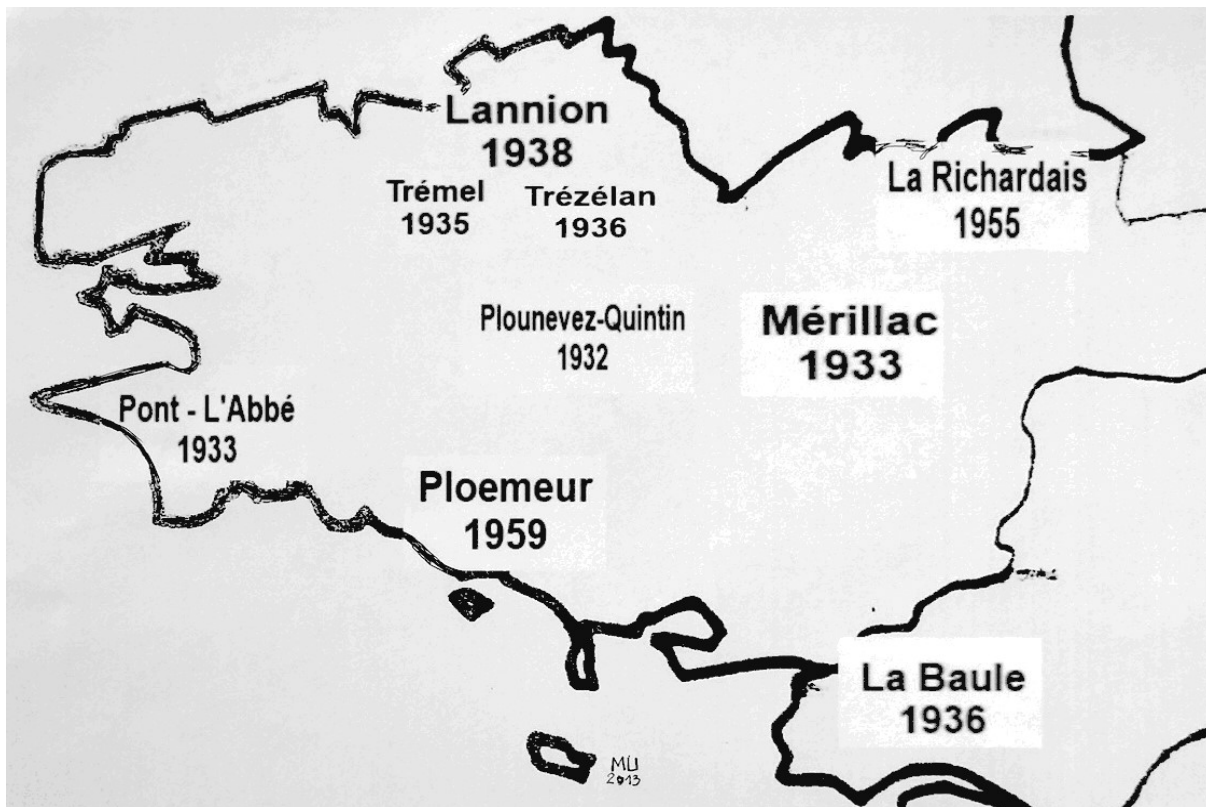 Lannion
1938
Trémel
1935
Trézélan
1936
La Richardais
1955
Plounevez-Quintin
1932
Mérillac
1933
Pont - L'Abbé
1933
Ploemeur
1959
La Baule
1936
MU
2013